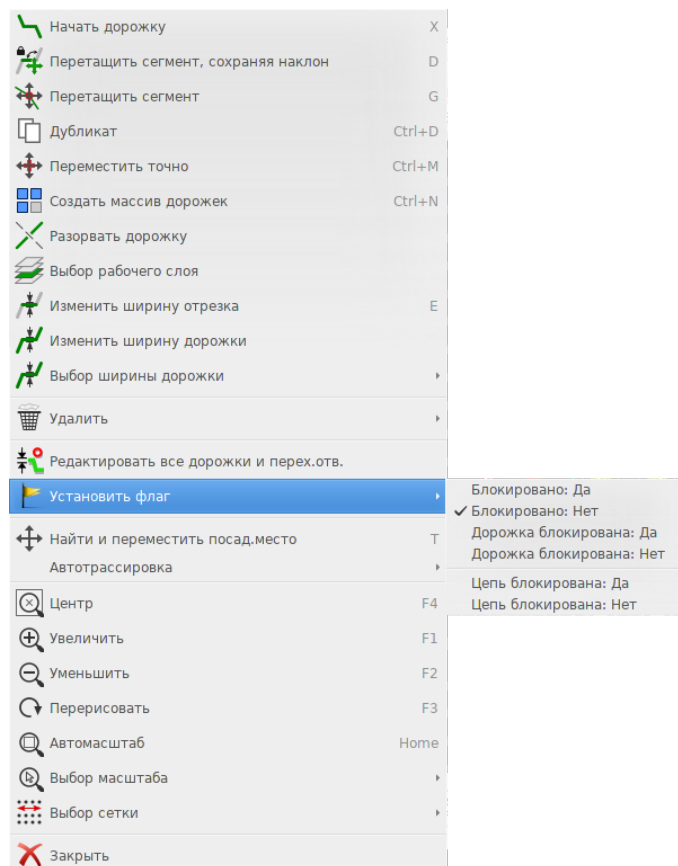 Начать дорожку X
Перетащить сегмент, сохраняя наклон D
Перетащить сегмент G
Дубликат Ctrl+D
Переместить точно Ctrl+M
Создать массив дорожек Ctrl+N
Разорвать дорожку
Выбор рабочего слоя
Изменить ширину отрезка E
Изменить ширину дорожки
Выбор ширины дорожки
Удалить
Редактировать все дорожки и перех.отв.
Установить флаг
Блокировано: Да
Блокировано: Нет
Дорожка блокирована: Да
Дорожка блокирована: Нет
Цепь блокирована: Да
Цепь блокирована: Нет
Найти и переместить посад.место T
Автотрассировка
Центр F4
Увеличить F1
Уменьшить F2
Перерисовать F3
Автомасштаб Home
Выбор масштаба
Выбор сетки
Закрыть